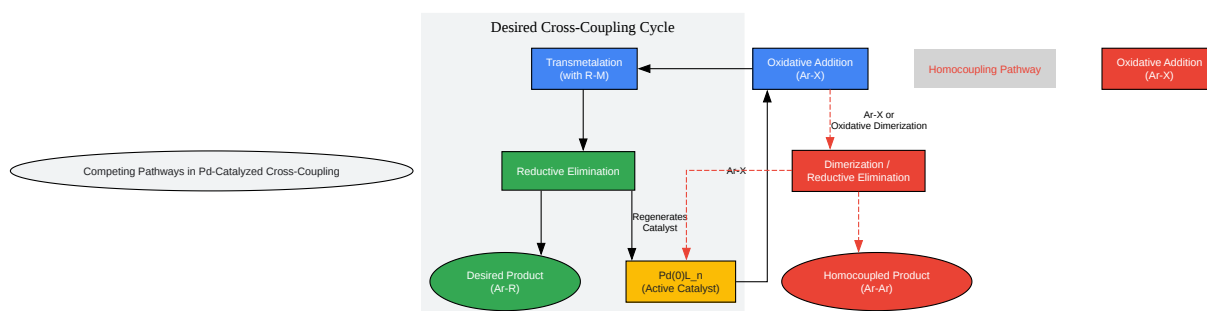 Desired Cross-Coupling Cycle
Transmetalation
(with R-M)
Oxidative Addition
(Ar-X)
Homocoupling Pathway
Oxidative Addition
(Ar-X)
Ar-X or
Oxidative Dimerization
Competing Pathways in Pd-Catalyzed Cross-Coupling
Reductive Elimination
Ar-X
Dimerization /
Reductive Elimination
Regenerates
Catalyst
Desired Product
(Ar-R)
Pd(0)L_n
(Active Catalyst)
Homocoupled Product
(Ar-Ar)